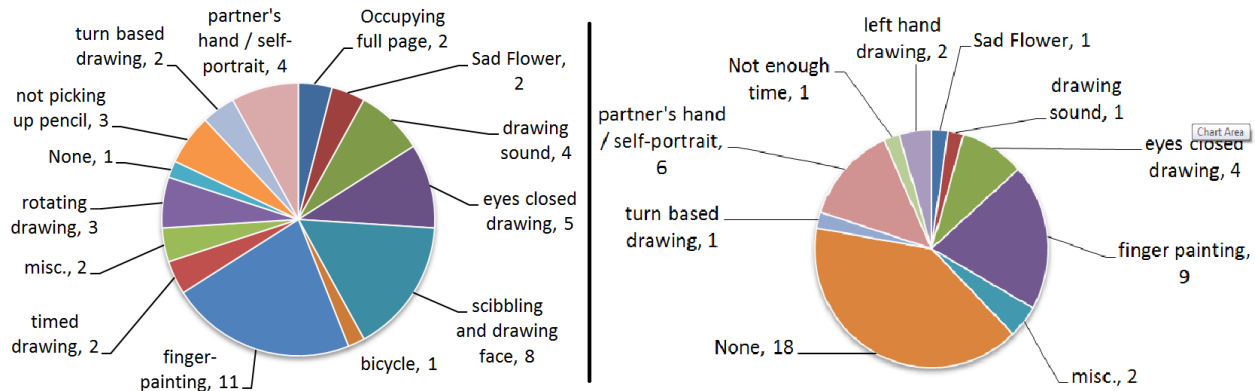 partner's
hand / self-
portrait, 4
Occupying
full page, 2
Sad Flower,
2
drawing
sound, 4
eyes closed
drawing, 5
scibbling
and drawing
face, 8
bicycle, 1
finger-
painting, 11
timed
drawing, 2
misc., 2
rotating
drawing, 3
None, 1
not picking
up pencil, 3
turn based
drawing, 2
left hand
drawing, 2
Sad Flower, 1
drawing
sound, 1
Chart Area
eyes closed
drawing, 4
finger painting,
9
misc., 2
None, 18
turn based
drawing, 1
partner's hand
/ self-portrait,
6
Not enough
time, 1